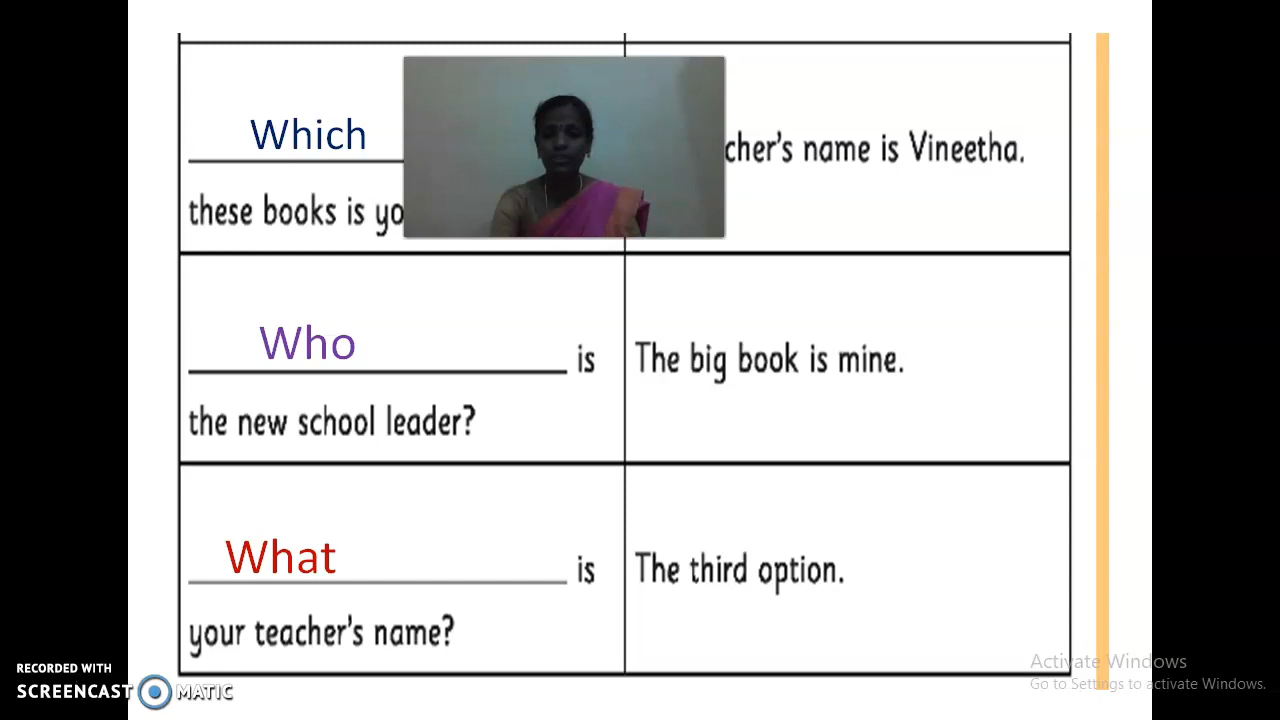 Which
these books is
cher's name is Vineetha.
Who is
the new school leader?
The big book is mine.
What is
your teacher's name?
The third option.
Activate Windows
Go to Settings to activate Windows.
RECORDED WITH
SCREENCAST MATIC